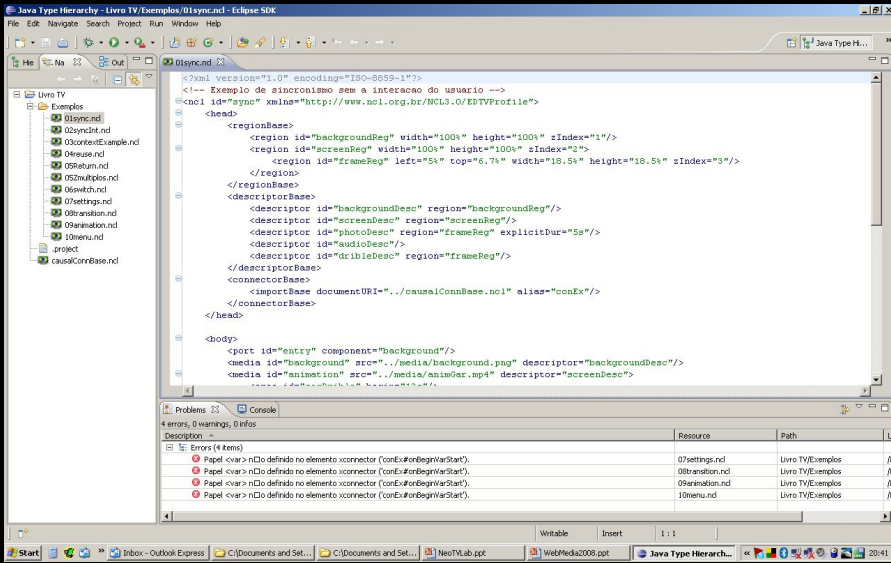 Java Type Hierarchy - Livro TV/Exemplos/01sync.ncl - Eclipse SDK
File Edit Navigate Search Project Run Window Help
Java Type H...
He Na Out
01sync.ncl
Livro TV
Exemplos
01sync.ncl
02syncInt.ncl
03contextExample.ncl
04reuse.ncl
05Return.ncl
05Zmultiplos.ncl
06switch.ncl
07settings.ncl
08transition.ncl
09animation.ncl
10menu.ncl
.project
causalConnBase.ncl
<?xml version="1.0" encoding="ISO-8859-1"?>
<!-- Exemplo de sincronismo sem a interacao do usuario -->
<ncl id="sync" xmlns="http://www.ncl.org.br/NCL3.0/EDTVProfile">
<head>
<regionBase>
<region id="backgroundReg" width="100%" height="100%" zIndex="1"/>
<region id="screenReg" width="100%" height="100%" zIndex="2">
<region id="frameReg" left="5%" top="6.7%" width="18.5%" height="18.5%" zIndex="3"/>
</region>
</regionBase>
<descriptorBase>
<descriptor id="backgroundDesc" region="backgroundReg"/>
<descriptor id="screenDesc" region="screenReg"/>
<descriptor id="photoDesc" region="frameReg" explicitDur="5s"/>
<descriptor id="audioDesc"/>
<descriptor id="dribleDesc" region="frameReg"/>
</descriptorBase>
<connectorBase>
<importBase documentURI="../causalConnBase.ncl" alias="conEx"/>
</connectorBase>
</head>
<body>
<port id="entry" component="background"/>
<media id="background" src="../media/background.png" descriptor="backgroundDesc"/>
<media id="animation" src="../media/animGar.mp4" descriptor="screenDesc">
Problems Console
4 errors, 0 warnings, 0 infos
Description Resource Path L
Errors (4 items)
Papel <var> n□o definido no elemento xconnector ('conEx#onBeginVarStart'). 07settings.ncl Livro TV/Exemplos
Papel <var> n□o definido no elemento xconnector ('conEx#onBeginVarStart'). 08transition.ncl Livro TV/Exemplos
Papel <var> n□o definido no elemento xconnector ('conEx#onBeginVarStart'). 09animation.ncl Livro TV/Exemplos
Papel <var> n□o definido no elemento xconnector ('conEx#onBeginVarStart'). 10menu.ncl Livro TV/Exemplos
Writable Insert 1 : 1
Start Inbox - Outlook Express C:\Documents and Set... C:\Documents and Set... NeoTVLab.ppt WebMedia2008.ppt Java Type Hierarch... 20:41